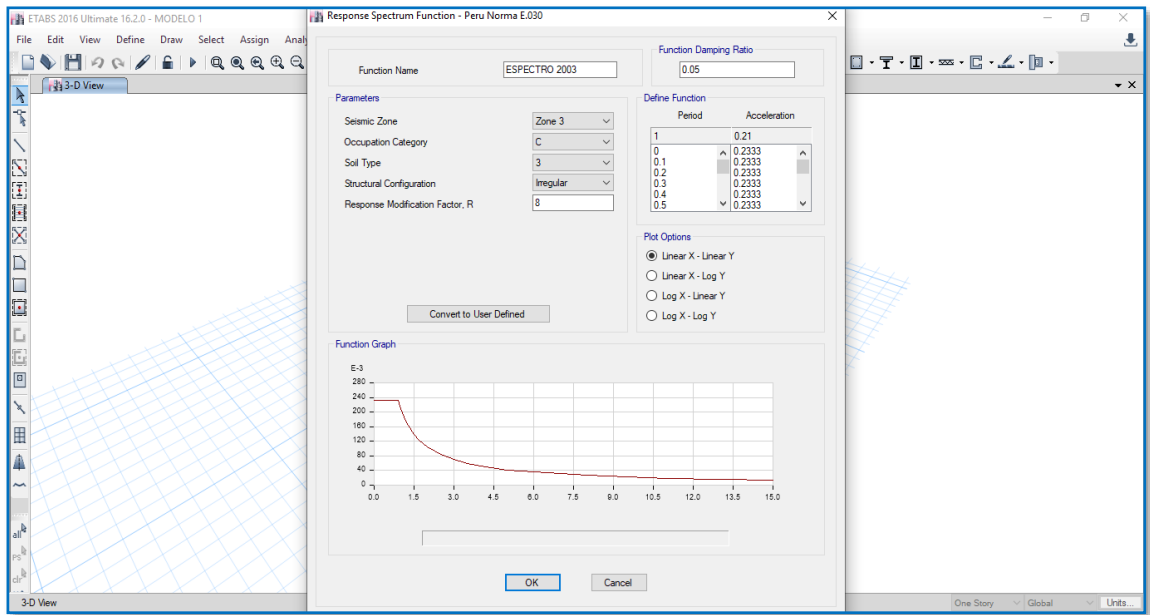 ETABS 2016 Ultimate 16.2.0 - MODELO 1
File Edit View Define Draw Select Assign
3-D View
Response Spectrum Function - Peru Norma E.030
Function Name
ESPECTRO 2003
Function Damping Ratio
0.05
Parameters
Seismic Zone
Zone 3
Occupation Category
C
Soil Type
3
Structural Configuration
Irregular
Response Modification Factor, R
8
Convert to User Defined
Define Function
Period Acceleration
1 0.21
0 0.2333
0.1 0.2333
0.2 0.2333
0.3 0.2333
0.4 0.2333
0.5 0.2333
Plot Options
Linear X - Linear Y
Linear X - Log Y
Log X - Linear Y
Log X - Log Y
Function Graph
E-3
280
240
200
160
120
80
40
0
0.0 1.5 3.0 4.5 6.0 7.5 9.0 10.5 12.0 13.5 15.0
OK Cancel
all
PS
clr
3-D View
One Story Global Units...